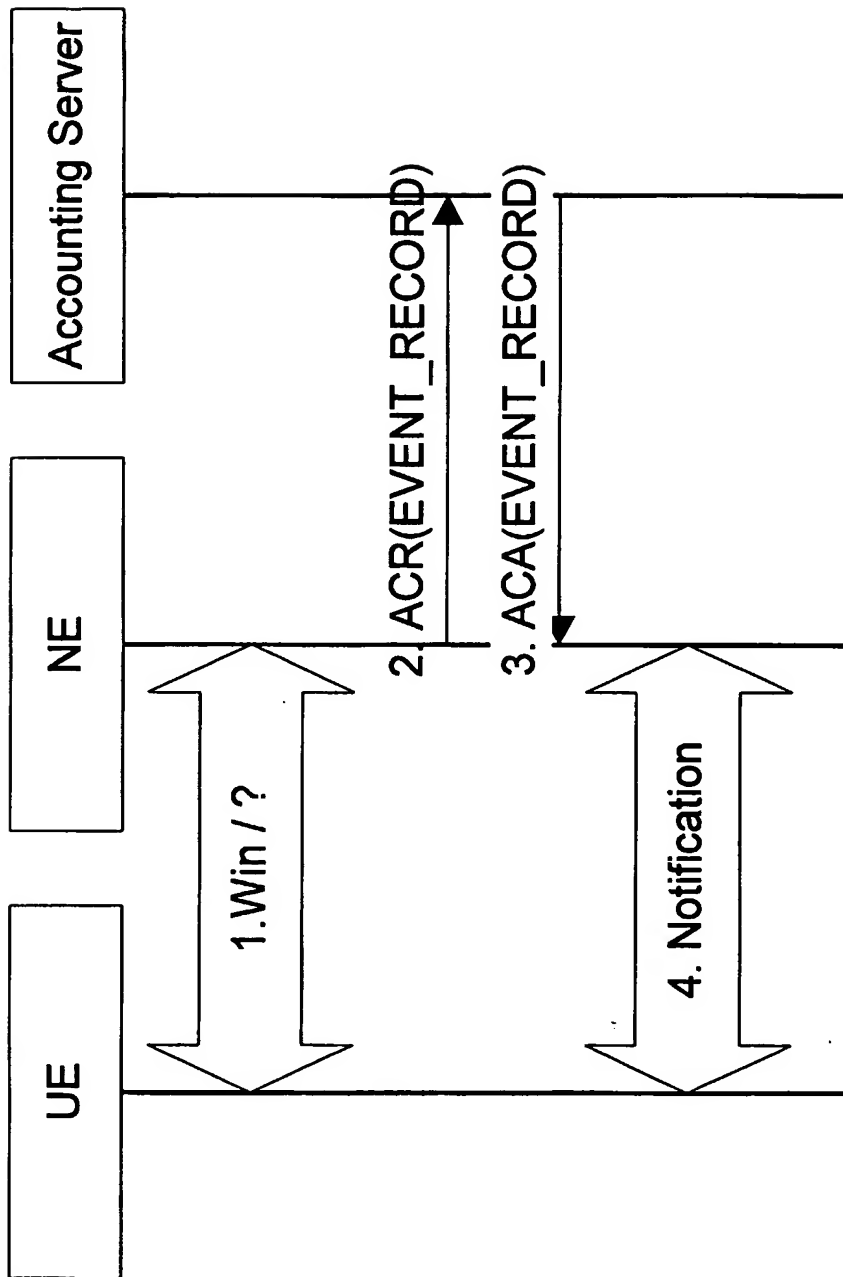 UE
NE
Accounting Server
1.Win / ?
2. ACR(EVENT_RECORD)
3. ACA(EVENT_RECORD)
4. Notification